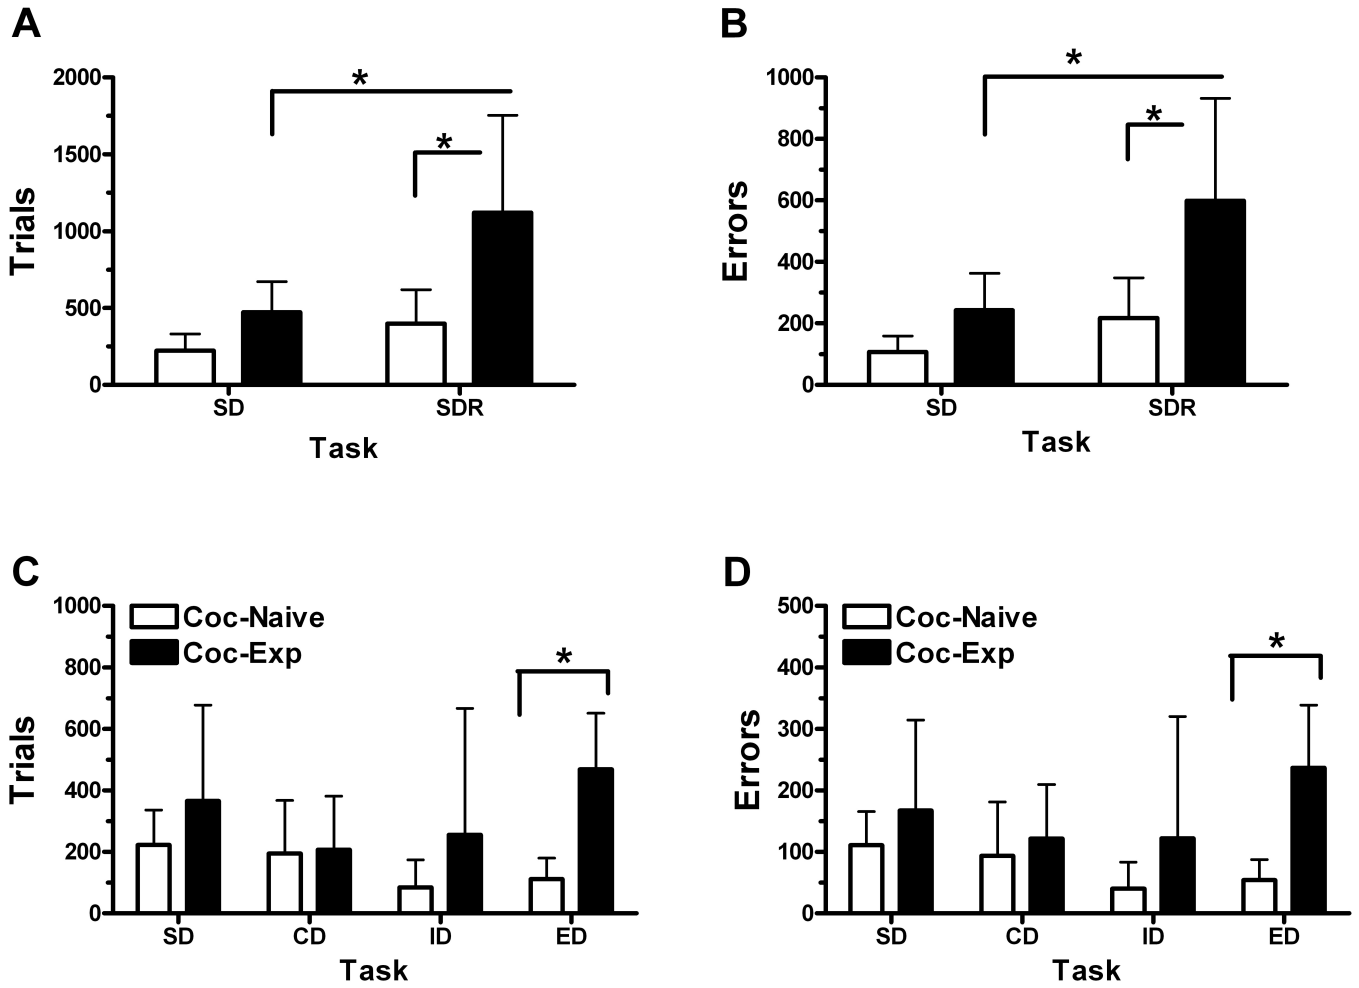 A
2000
1500
1000
500
0
Trials
*
*
SD
SDR
Task
B
1000
800
600
400
200
0
Errors
*
*
SD
SDR
Task
C
1000
800
600
400
200
0
Trials
Coc-Naive
Coc-Exp
*
SD
CD
ID
ED
Task
D
500
400
300
200
100
0
Errors
Coc-Naive
Coc-Exp
*
SD
CD
ID
ED
Task